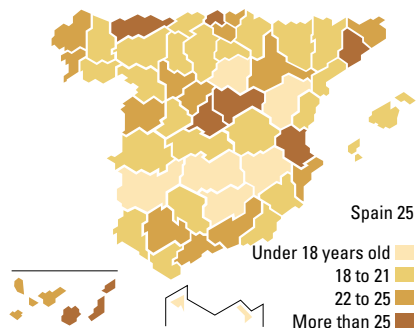 Spain 25
Under 18 years old
18 to 21
22 to 25
More than 25